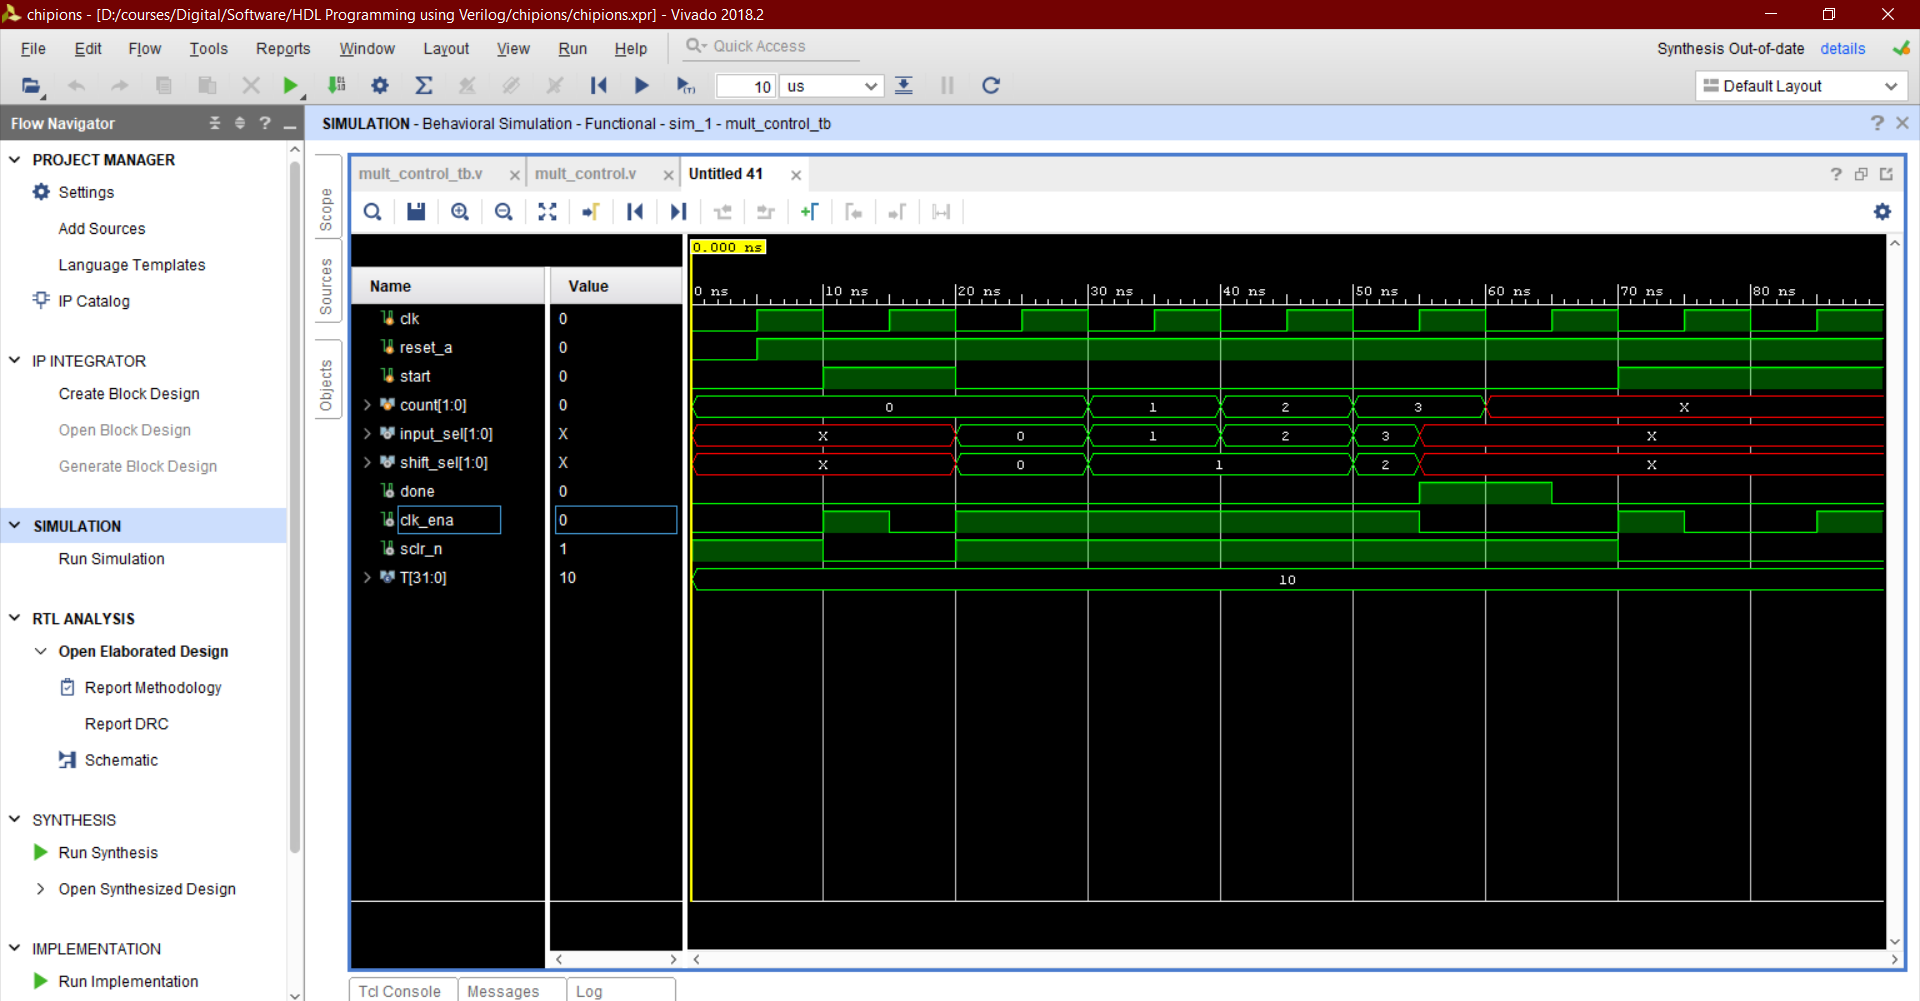 chipions - [D:/courses/Digital/Software/HDL Programming using Verilog/chipions/chipions.xpr] - Vivado 2018.2
File Edit Flow Tools Reports Window Layout View Run Help Quick Access Synthesis Out-of-date details
10 us Default Layout
Flow Navigator
SIMULATION - Behavioral Simulation - Functional - sim_1 - mult_control_tb
PROJECT MANAGER
Settings
Add Sources
Language Templates
IP Catalog
IP INTEGRATOR
Create Block Design
Open Block Design
Generate Block Design
SIMULATION
Run Simulation
RTL ANALYSIS
Open Elaborated Design
Report Methodology
Report DRC
Schematic
SYNTHESIS
Run Synthesis
Open Synthesized Design
IMPLEMENTATION
Run Implementation
Scope
Sources
Objects
mult_control_tb.v mult_control.v Untitled 41
0.000 ns
Name Value
0 ns 10 ns 20 ns 30 ns 40 ns 50 ns 60 ns 70 ns 80 ns
clk 0
reset_a 0
start 0
count[1:0] 0 0 1 2 3 X
input_sel[1:0] X X 0 1 2 3 X
shift_sel[1:0] X X 0 1 2 X
done 0
clk_ena 0
sclr_n 1
T[31:0] 10 10
Tcl Console Messages Log